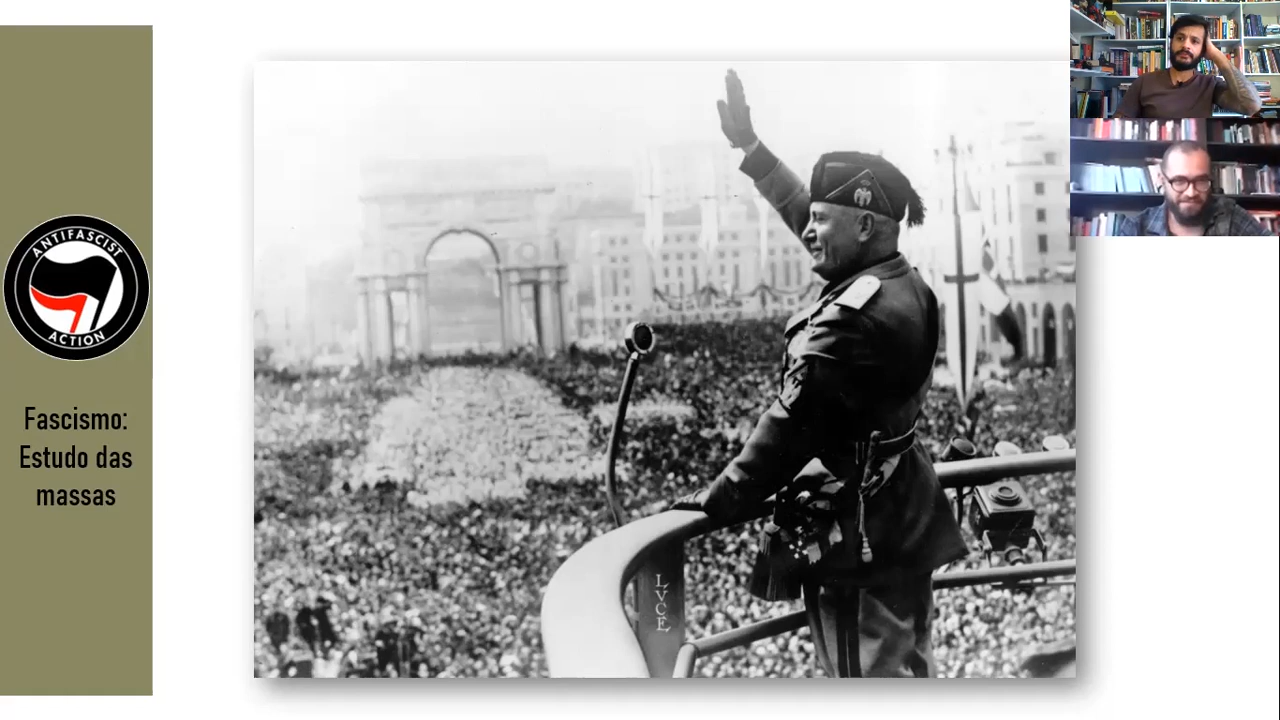 ANTIFASCIST
ACTION
Fascismo:
Estudo das
massas
LVCE